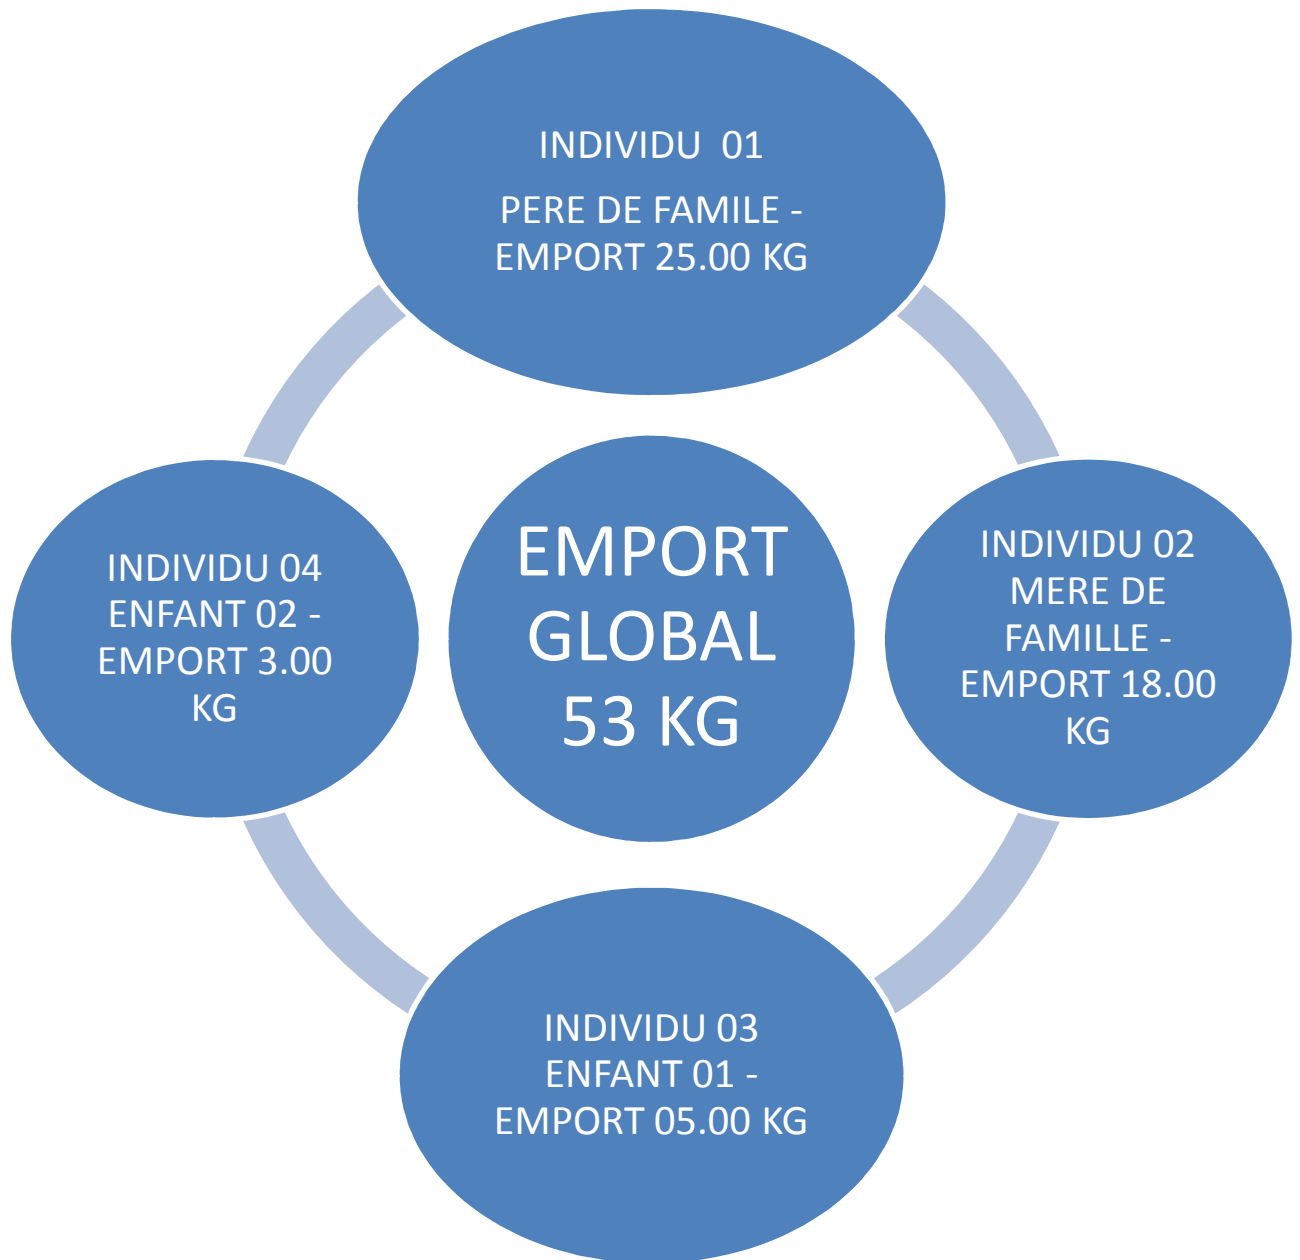 INDIVIDU  01
PERE DE FAMILE -
EMPORT 25.00 KG
INDIVIDU 04
ENFANT 02 -
EMPORT 3.00
KG
EMPORT
GLOBAL
53 KG
INDIVIDU 02
MERE DE
FAMILLE -
EMPORT 18.00
KG
INDIVIDU 03
ENFANT 01 -
EMPORT 05.00 KG